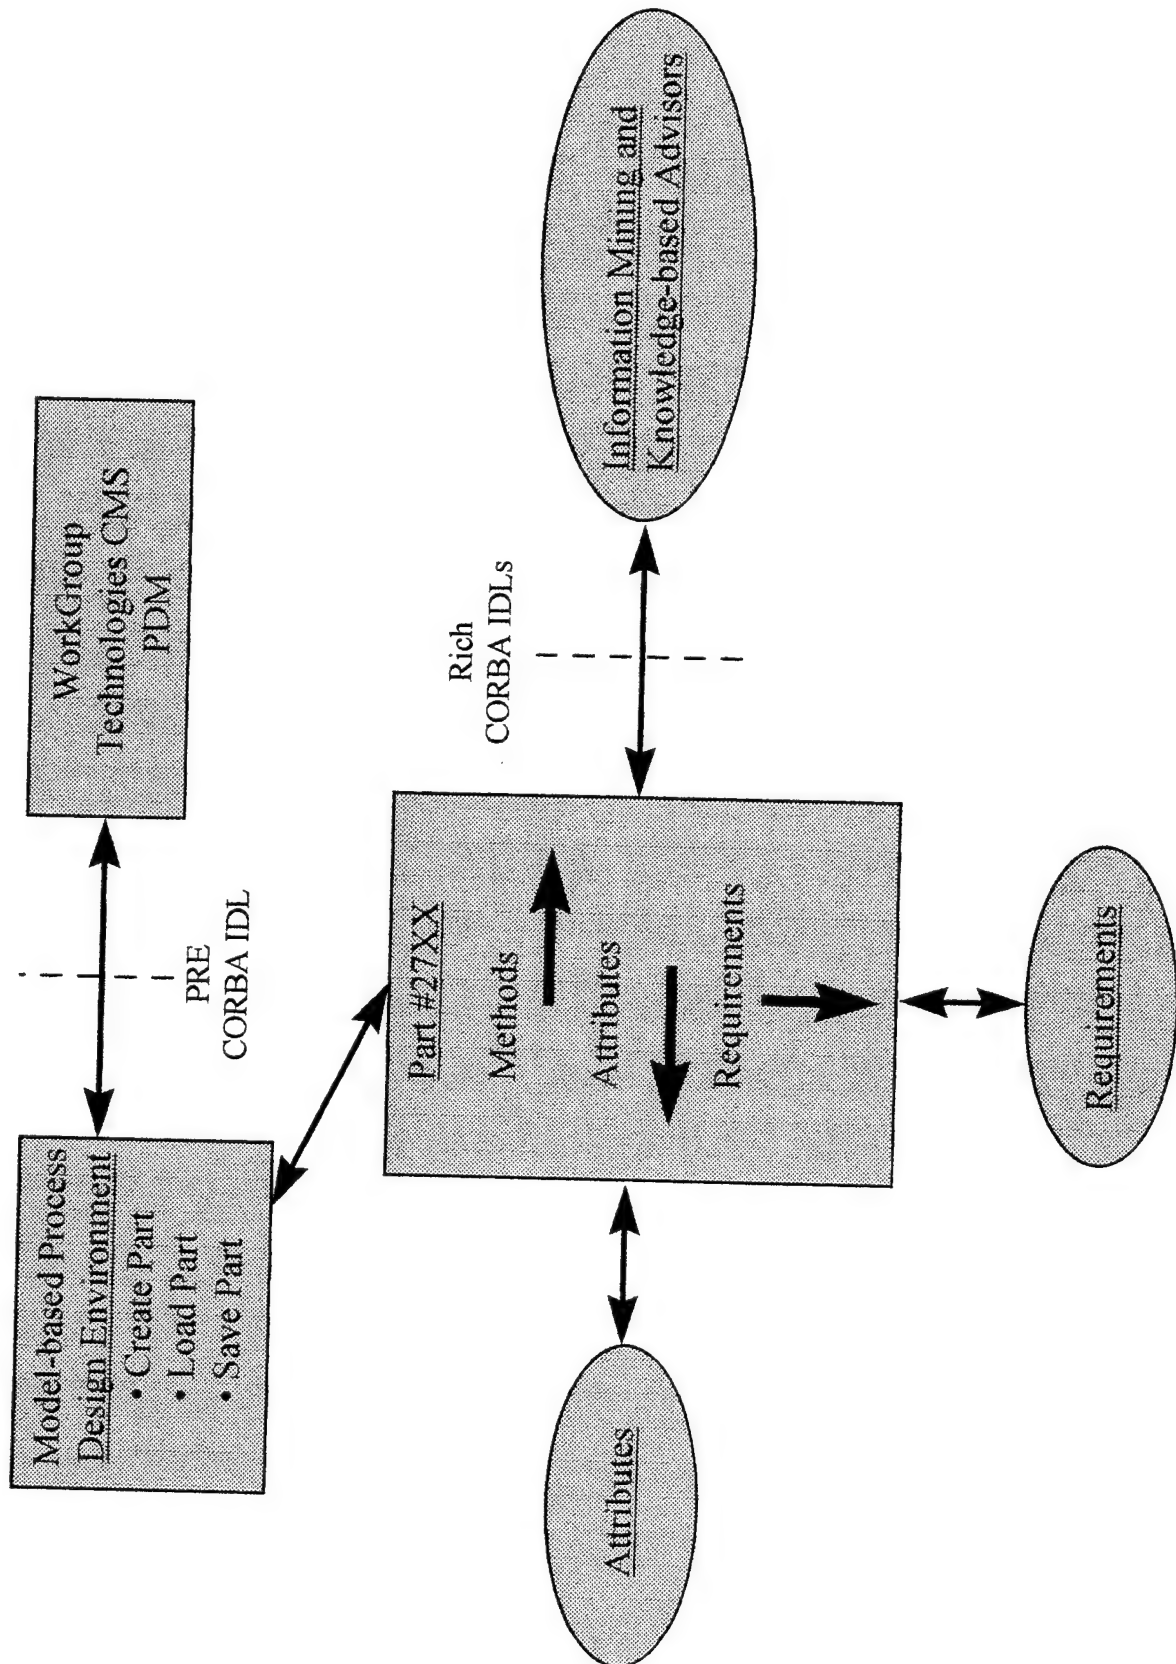 Model-based Process
Design Environment
• Create Part
• Load Part
• Save Part
PRE
CORBA IDL
WorkGroup
Technologies CMS
PDM
Part #27XX
Methods
Attributes
Requirements
Rich
CORBA IDLs
Information Mining and
Knowledge-based Advisors
Attributes
Requirements